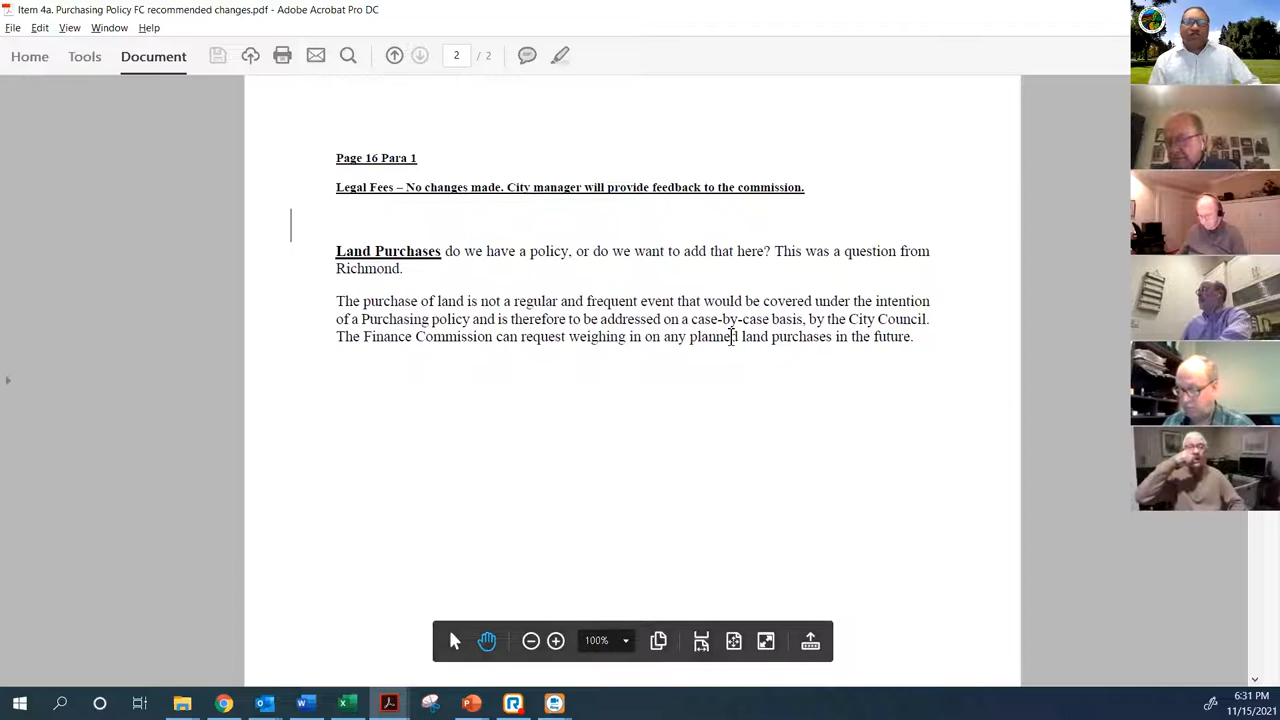 Item 4a. Purchasing Policy FC recommended changes.pdf - Adobe Acrobat Pro DC
File Edit View Window Help
Home Tools Document 2 / 2
Page 16 Para 1
Legal Fees – No changes made. City manager will provide feedback to the commission.
Land Purchases do we have a policy, or do we want to add that here? This was a question from
Richmond.
The purchase of land is not a regular and frequent event that would be covered under the intention
of a Purchasing policy and is therefore to be addressed on a case-by-case basis, by the City Council.
The Finance Commission can request weighing in on any planned land purchases in the future.
100%
6:31 PM
11/15/2021